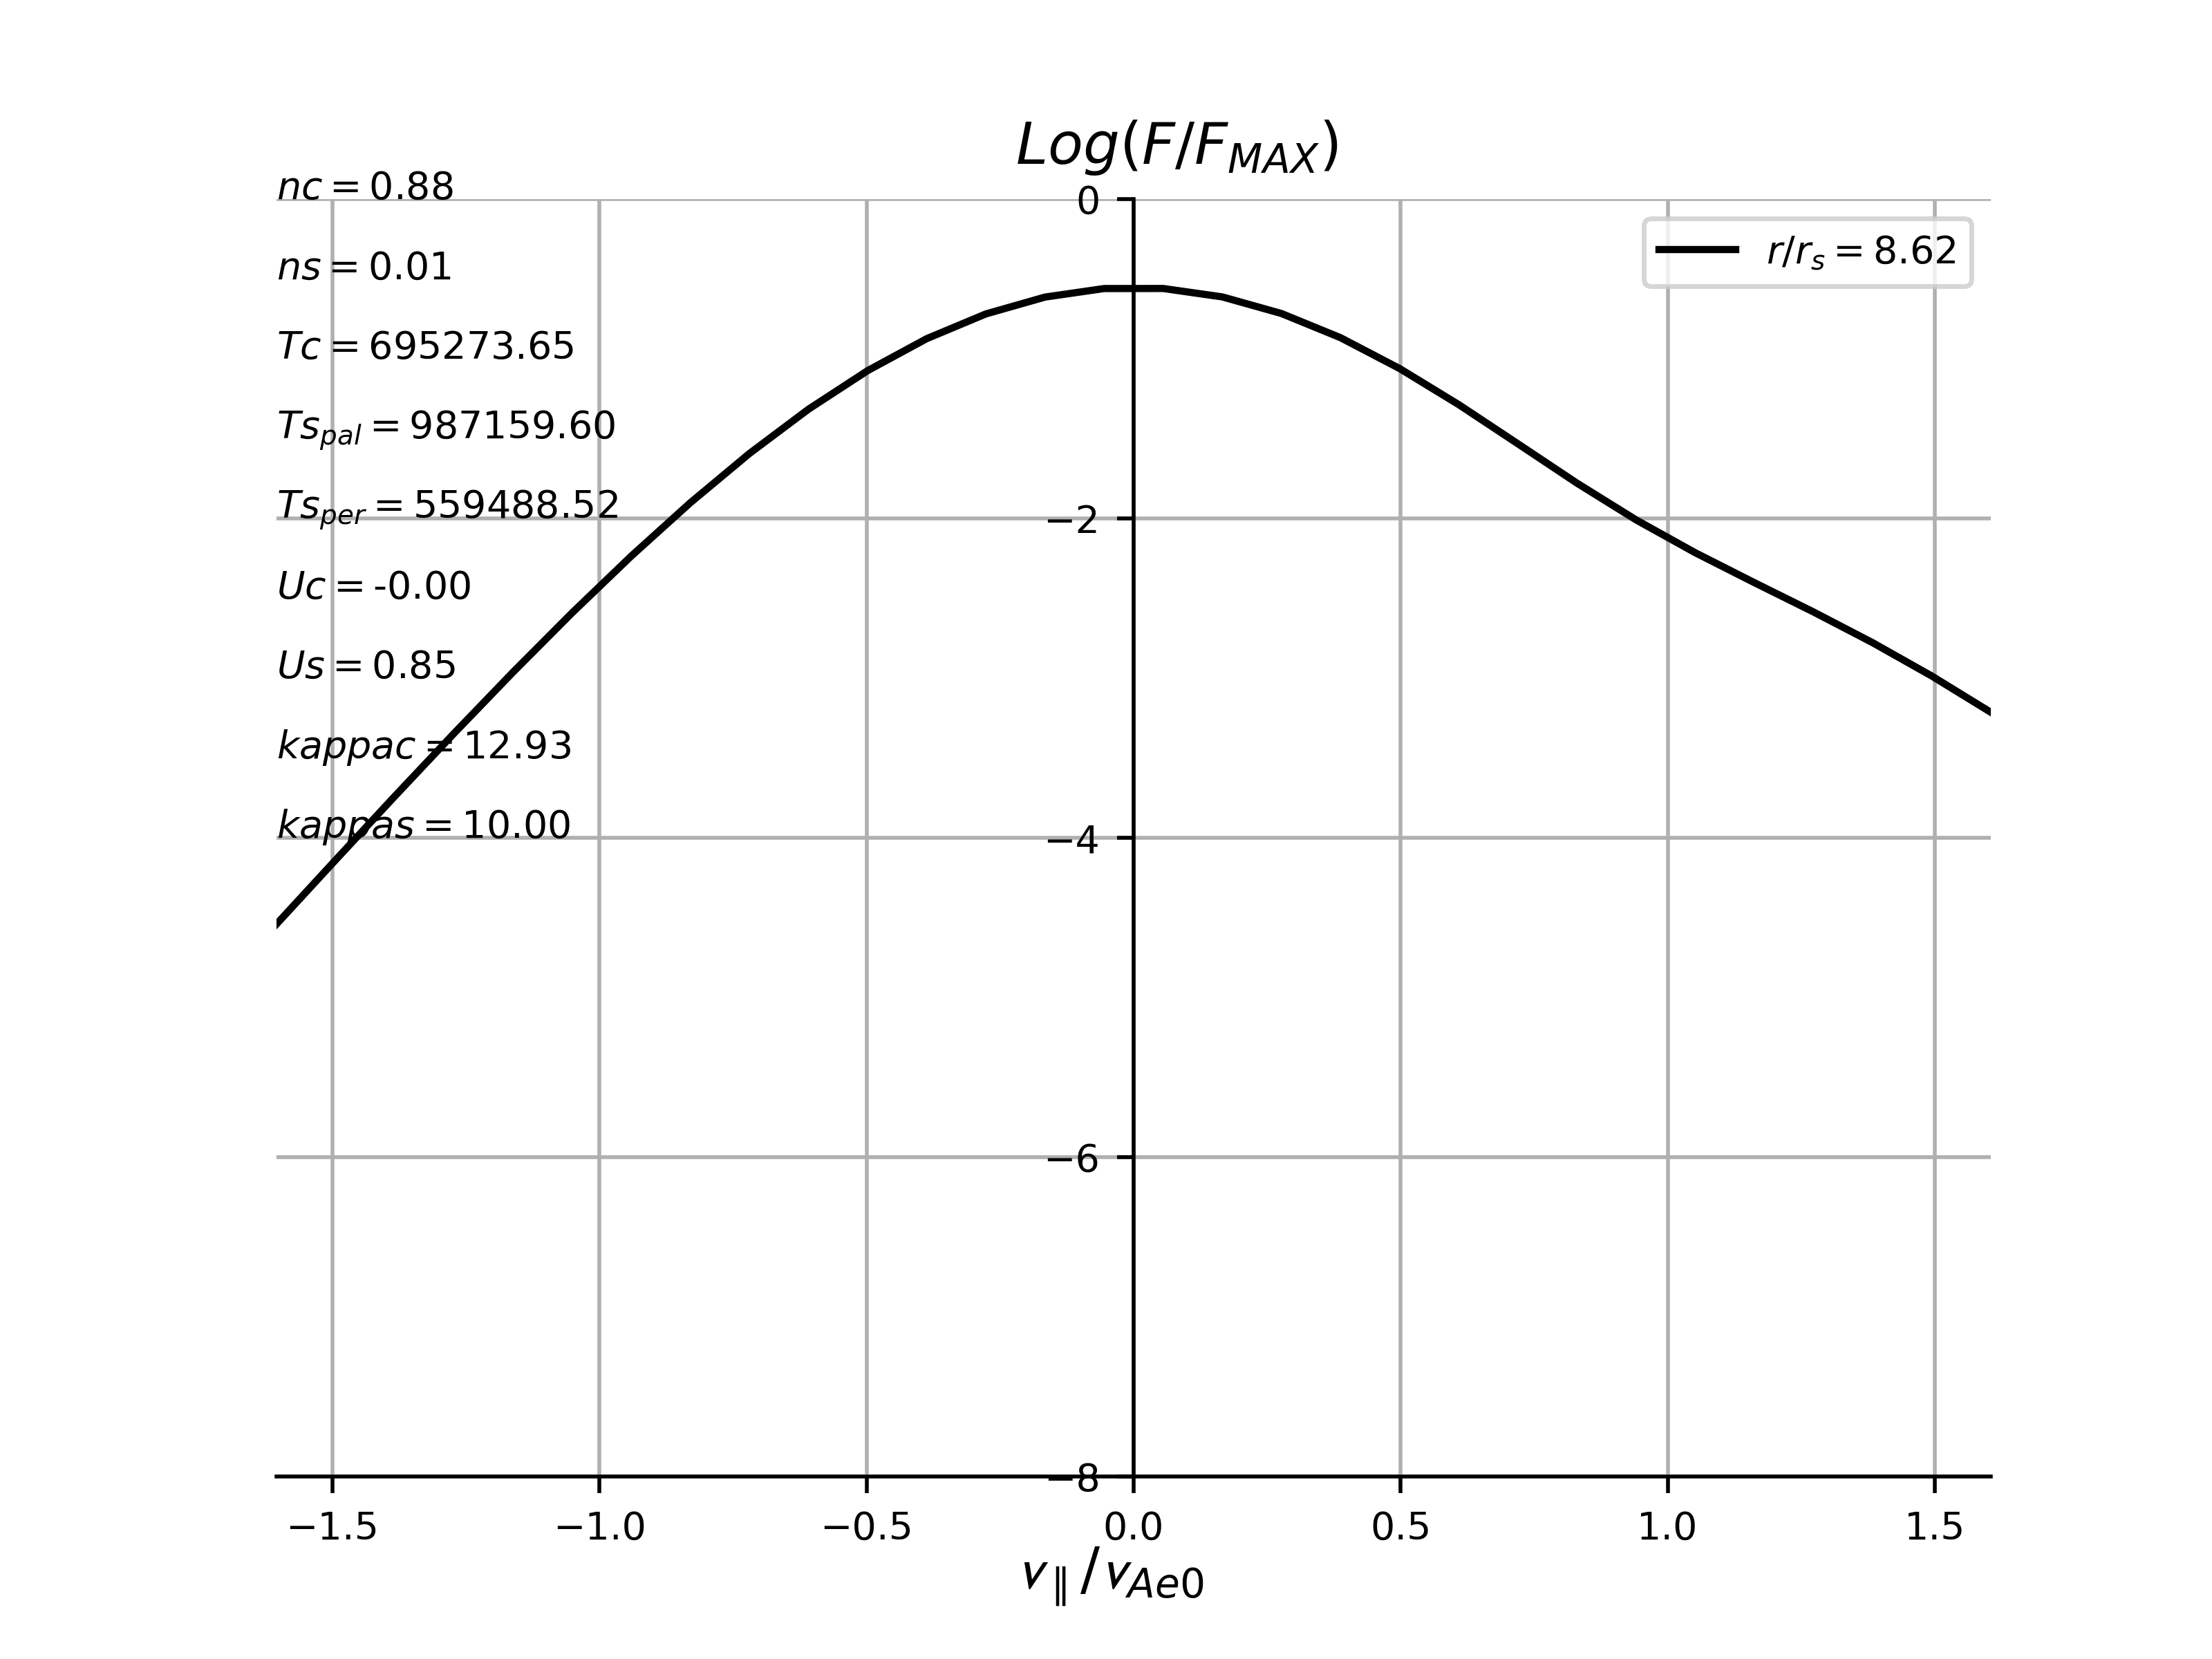 Log(F/F_MAX)
nc = 0.88
0
r/r_s = 8.62
ns = 0.01
Tc = 695273.65
Ts_pal = 987159.60
Ts_per = 559488.52
−2
Uc = -0.00
Us = 0.85
kappac = 12.93
kappas = 10.00
−4
−6
−8
−1.5 −1.0 −0.5 0.0 0.5 1.0 1.5
v_∥/v_Ae0